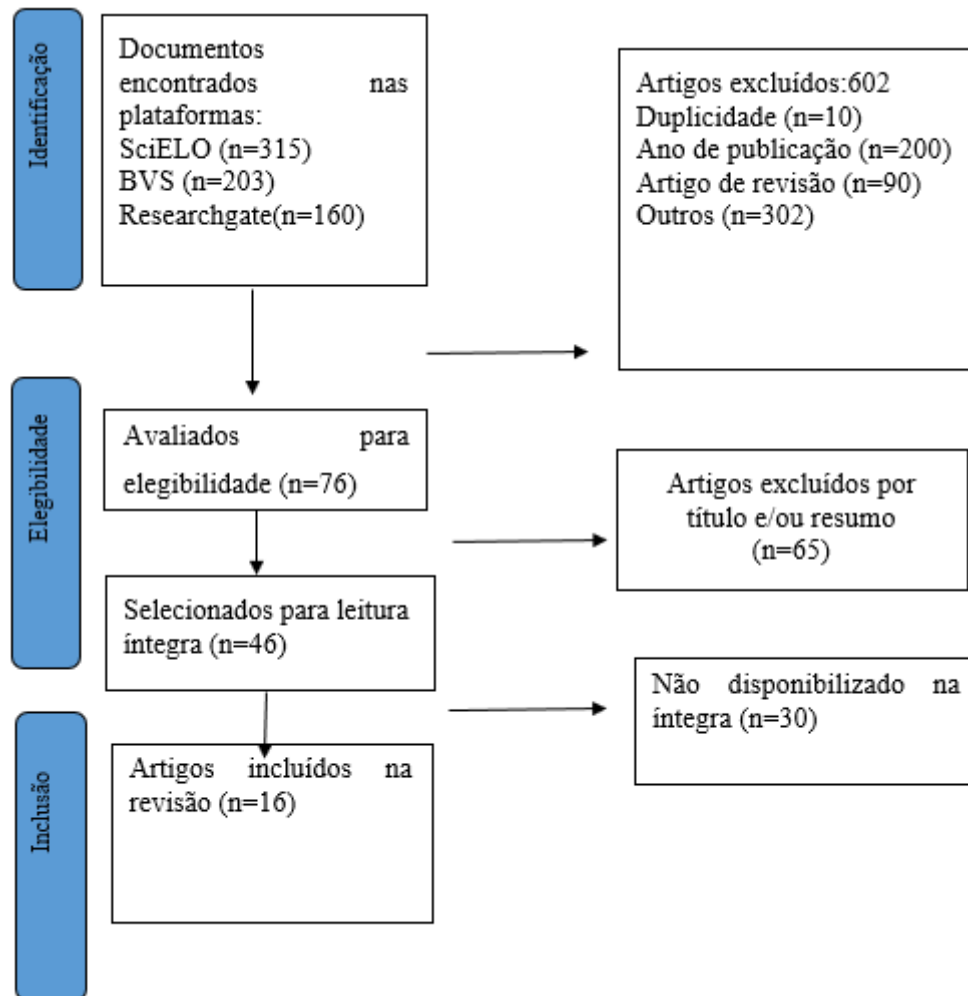 Identificação
Documentos
encontrados nas
plataformas:
SciELO (n=315)
BVS (n=203)
Researchgate(n=160)
Artigos excluídos:602
Duplicidade (n=10)
Ano de publicação (n=200)
Artigo de revisão (n=90)
Outros (n=302)
Elegibilidade
Avaliados para
elegibilidade (n=76)
Artigos excluídos por
título e/ou resumo
(n=65)
Selecionados para leitura
íntegra (n=46)
Não disponibilizado na
íntegra (n=30)
Inclusão
Artigos incluídos na
revisão (n=16)